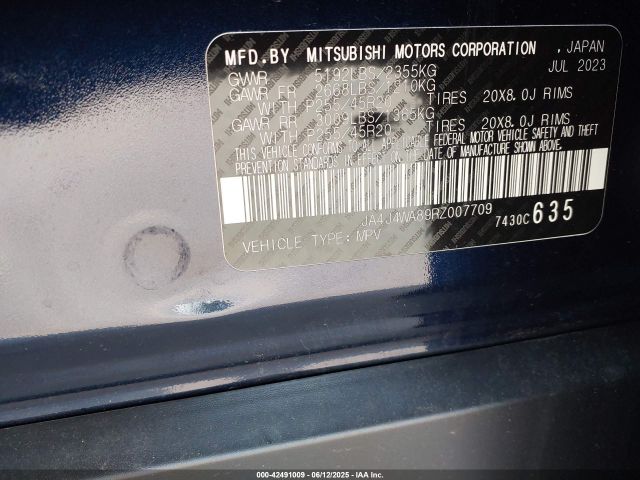 MFD.BY MITSUBISHI MOTORS CORPORATION , JAPAN
GVWR 5192LBS/2355KG JUL 2023
GAWR FR 2668LBS/1210KG
WITH P255/45R20 TIRES 20X8.0J RIMS
GAWR RR 3009LBS/1365KG
WITH P255/45R20 TIRES 20X8.0J RIMS
THIS VEHICLE CONFORMS TO ALL APPLICABLE FEDERAL MOTOR VEHICLE SAFETY AND THEFT
PREVENTION STANDARDS IN EFFECT ON THE DATE OF MANUFACTURE SHOWN ABOVE.
JA4J4WA89RZ007709
7430C 635
VEHICLE TYPE: MPV
000-42491009 - 06/12/2025 - IAAI.COM